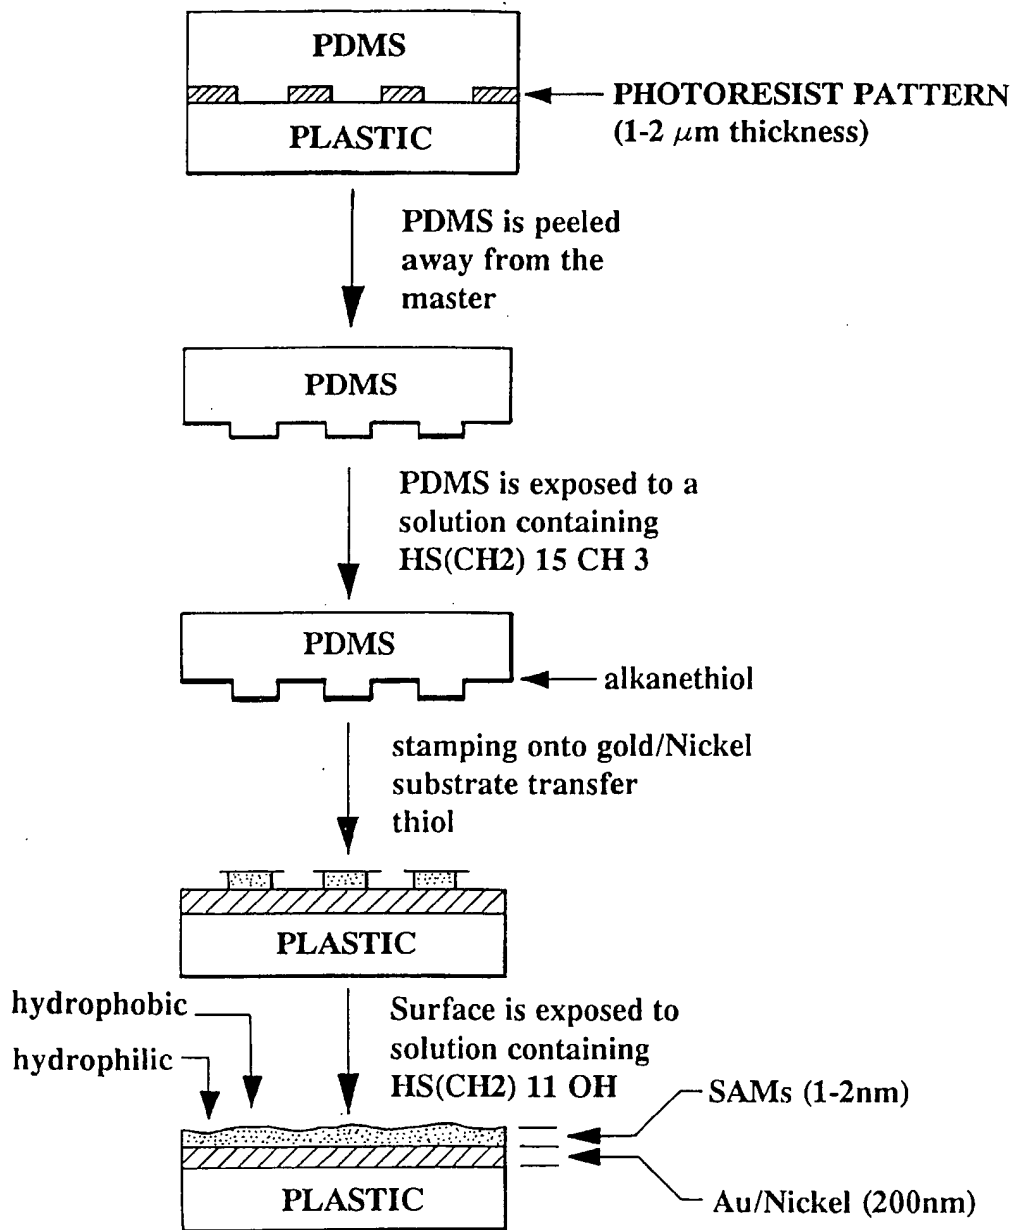 PDMS
PHOTORESIST PATTERN
(1-2 μm thickness)
PLASTIC
PDMS is peeled
away from the
master
PDMS
PDMS is exposed to a
solution containing
HS(CH2) 15 CH 3
PDMS
alkanethiol
stamping onto gold/Nickel
substrate transfer
thiol
PLASTIC
hydrophobic
hydrophilic
Surface is exposed to
solution containing
HS(CH2) 11 OH
SAMs (1-2nm)
PLASTIC
Au/Nickel (200nm)